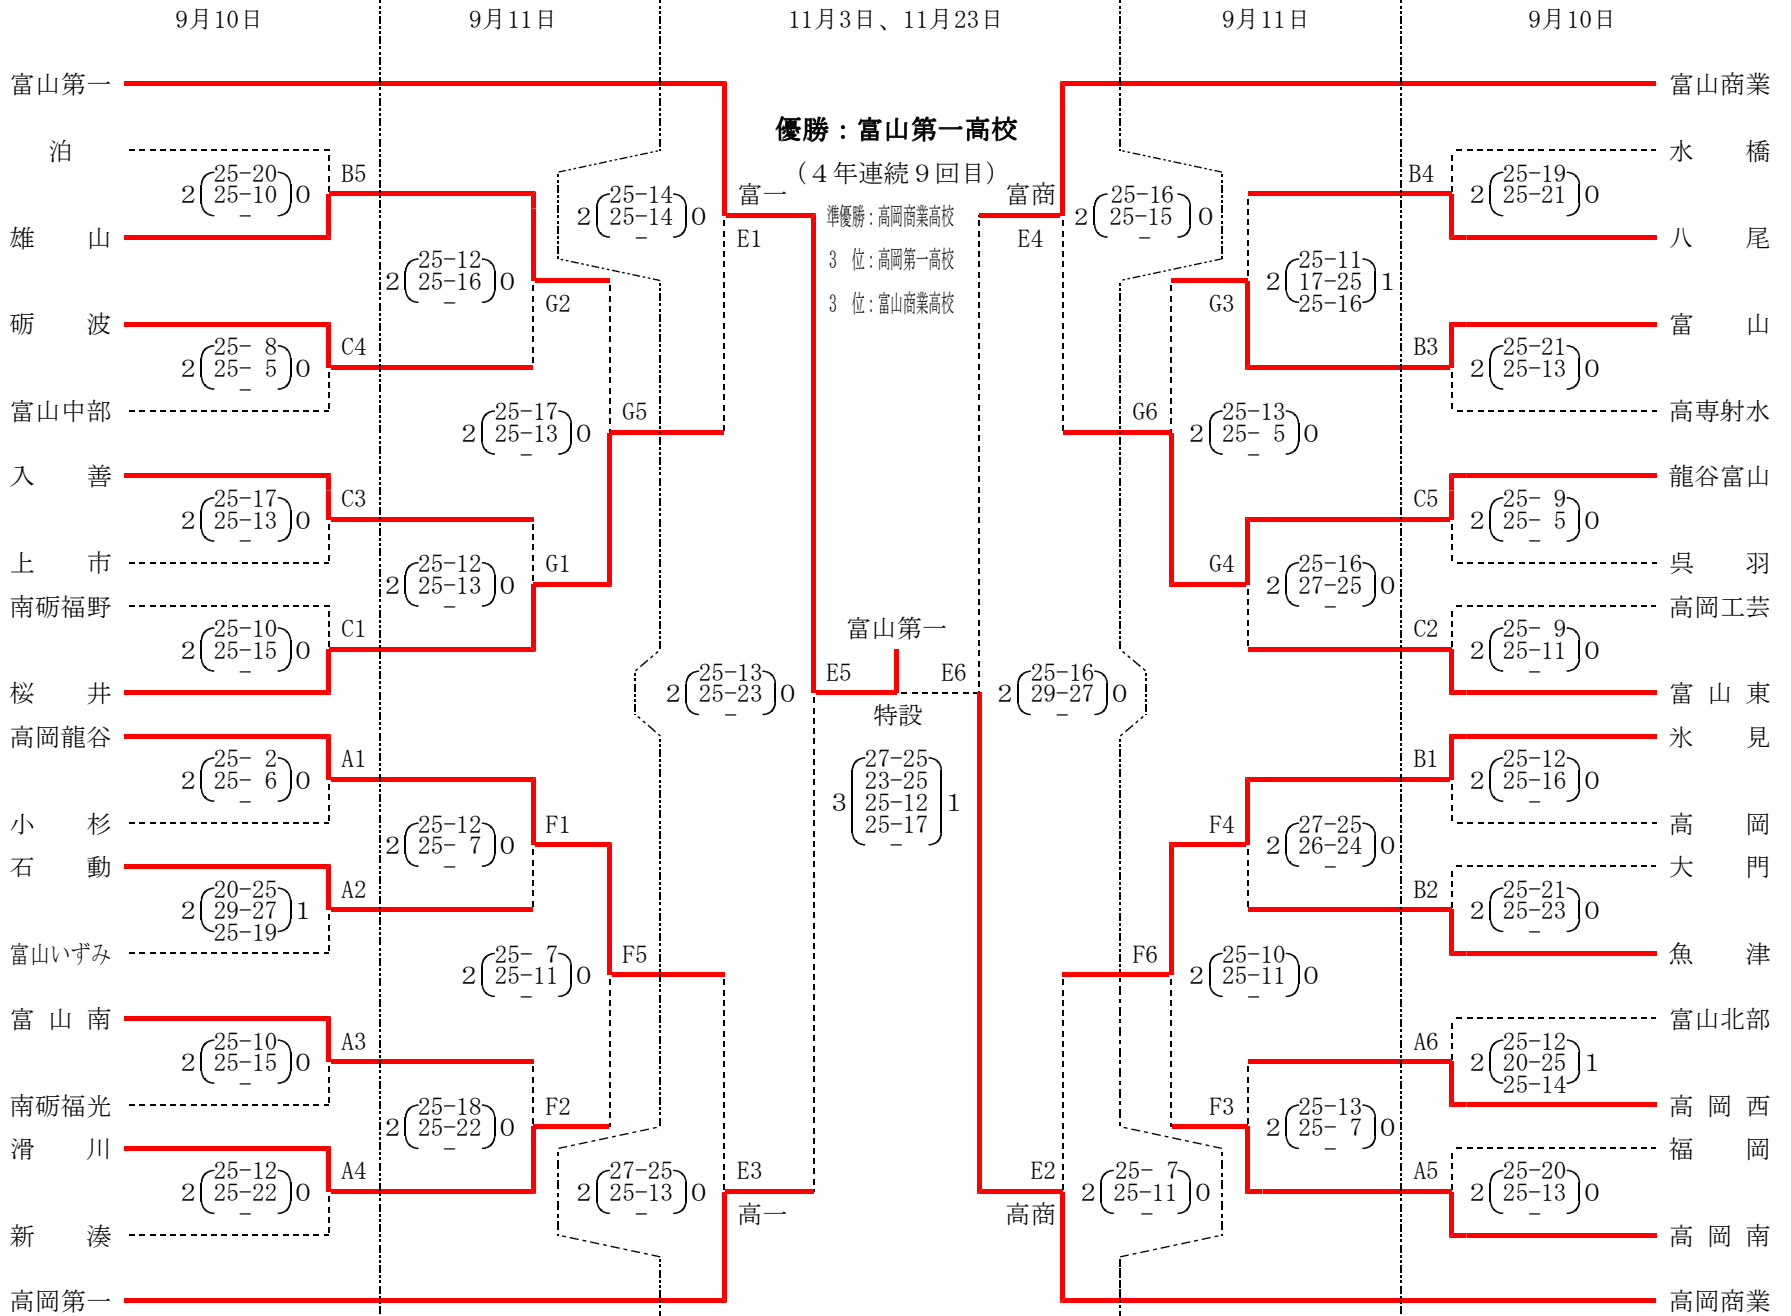 9月10日 9月11日 11月3日、11月23日 9月11日 9月10日
富山第一
泊
雄山
砺波
富山中部
入善
上市
南砺福野
桜井
高岡龍谷
小杉
石動
富山いずみ
富山南
南砺福光
滑川
新湊
高岡第一
B5
2(25-20 25-10 -)0
C4
2(25- 8 25- 5 -)0
C3
2(25-17 25-13 -)0
C1
2(25-10 25-15 -)0
A1
2(25- 2 25- 6 -)0
A2
2(20-25 29-27 25-19)1
A3
2(25-10 25-15 -)0
A4
2(25-12 25-22 -)0
G2
2(25-12 25-16 -)0
G1
2(25-12 25-13 -)0
F1
2(25-12 25- 7 -)0
F2
2(25-18 25-22 -)0
G5
2(25-17 25-13 -)0
F5
2(25- 7 25-11 -)0
2(25-14 25-14 -)0
富一
E1
2(27-25 25-13 -)0
E3
高一
2(25-13 25-23 -)0
E5
優勝：富山第一高校
（４年連続９回目）
準優勝：高岡商業高校
3 位：高岡第一高校
3 位：富山商業高校
富山第一
特設
3(27-25 23-25 25-12 25-17 -)1
E6
2(25-16 29-27 -)0
富商
E4
2(25-16 25-15 -)0
E2
高商
2(25- 7 25-11 -)0
G6
2(25-13 25- 5 -)0
F6
2(25-10 25-11 -)0
G3
2(25-11 17-25 25-16)1
G4
2(25-16 27-25 -)0
F4
2(27-25 26-24 -)0
F3
2(25-13 25- 7 -)0
B4
2(25-19 25-21 -)0
B3
2(25-21 25-13 -)0
C5
2(25- 9 25- 5 -)0
C2
2(25- 9 25-11 -)0
B1
2(25-12 25-16 -)0
B2
2(25-21 25-23 -)0
A6
2(25-12 20-25 25-14)1
A5
2(25-20 25-13 -)0
富山商業
水橋
八尾
富山
高専射水
龍谷富山
呉羽
高岡工芸
富山東
氷見
高岡
大門
魚津
富山北部
高岡西
福岡
高岡南
高岡商業